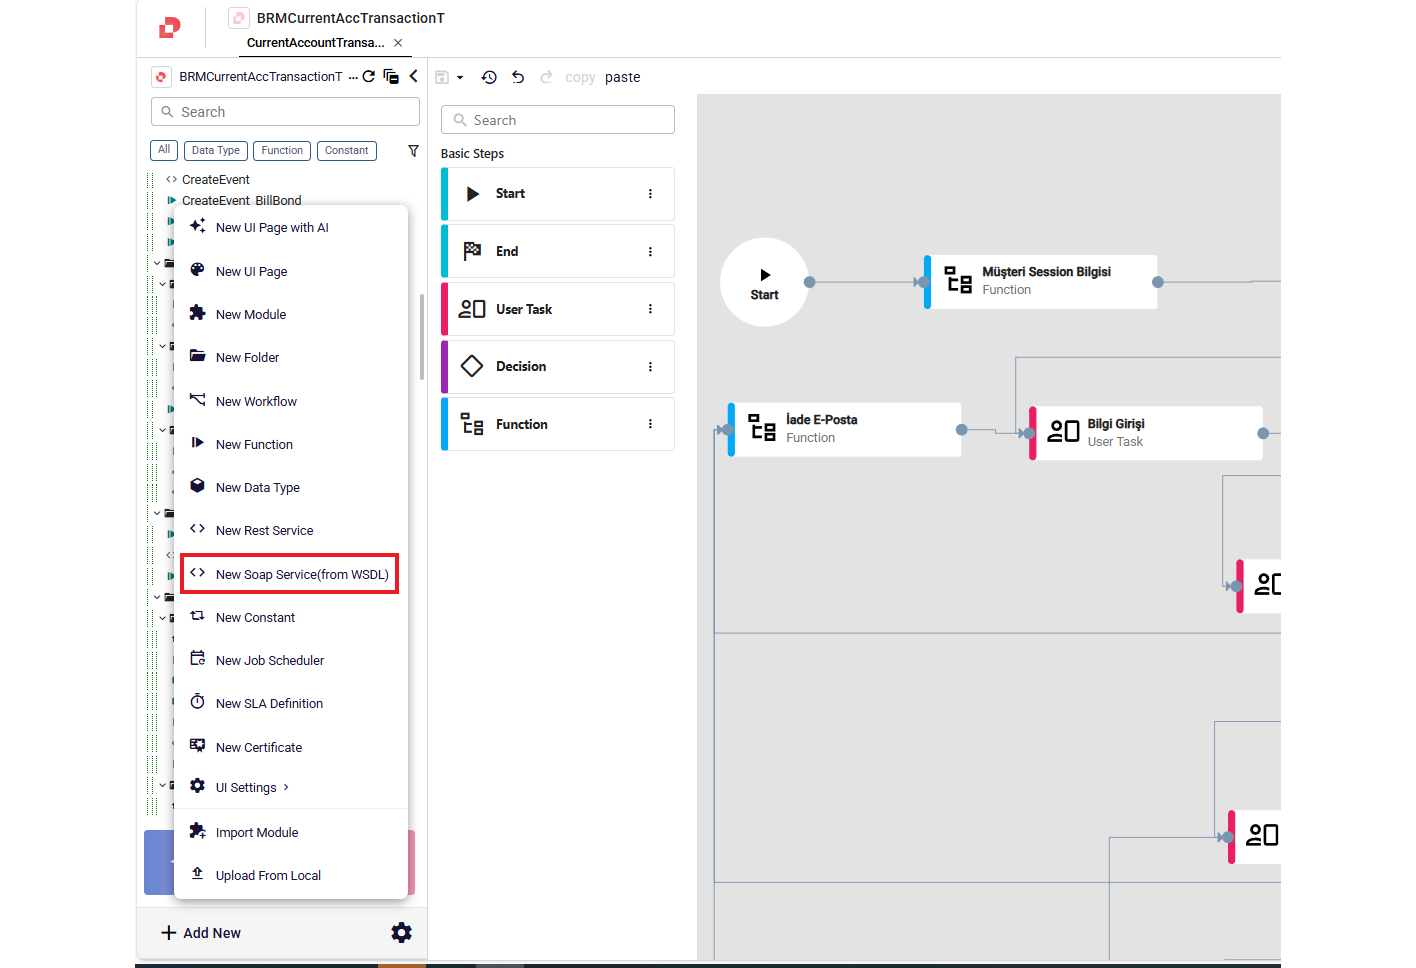 BRMCurrentAccTransactionT
CurrentAccountTransa...
BRMCurrentAccTransactionT ...
Search
All
Data Type
Function
Constant
CreateEvent
CreateEvent_BillBond
New UI Page with AI
New UI Page
New Module
New Folder
New Workflow
New Function
New Data Type
New Rest Service
New Soap Service(from WSDL)
New Constant
New Job Scheduler
New SLA Definition
New Certificate
UI Settings
Import Module
Upload From Local
Add New
copy paste
Search
Basic Steps
Start
End
User Task
Decision
Function
Start
Müşteri Session Bilgisi
Function
İade E-Posta
Function
Bilgi Girişi
User Task